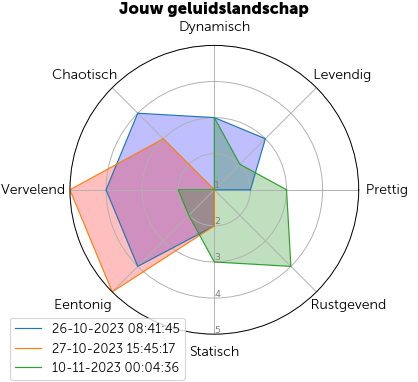 Jouw geluidslandschap
Dynamisch
Chaotisch
Levendig
Vervelend
Prettig
1
2
3
4
5
Eentonig
Rustgevend
Statisch
26-10-2023 08:41:45
27-10-2023 15:45:17
10-11-2023 00:04:36